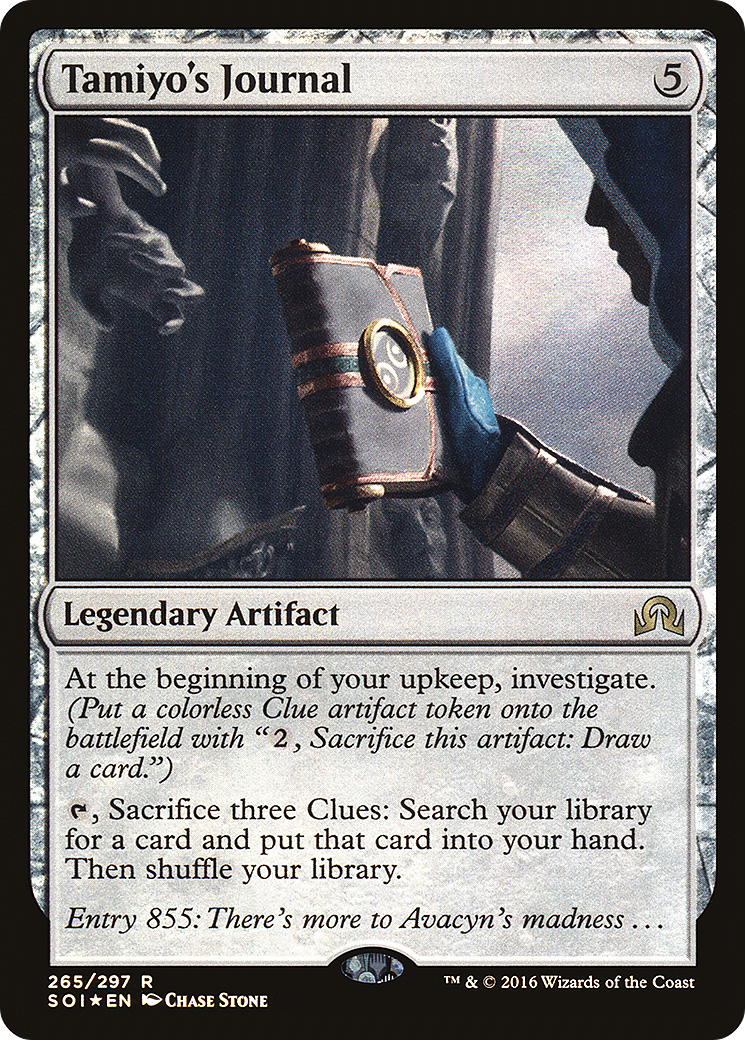 Tamiyo's Journal 5
Legendary Artifact
At the beginning of your upkeep, investigate.
(Put a colorless Clue artifact token onto the
battlefield with “2, Sacrifice this artifact: Draw
a card.”)
, Sacrifice three Clues: Search your library
for a card and put that card into your hand.
Then shuffle your library.
Entry 855: There's more to Avacyn's madness . . .
265/297 R
SOI★EN Chase Stone
™ & © 2016 Wizards of the Coast